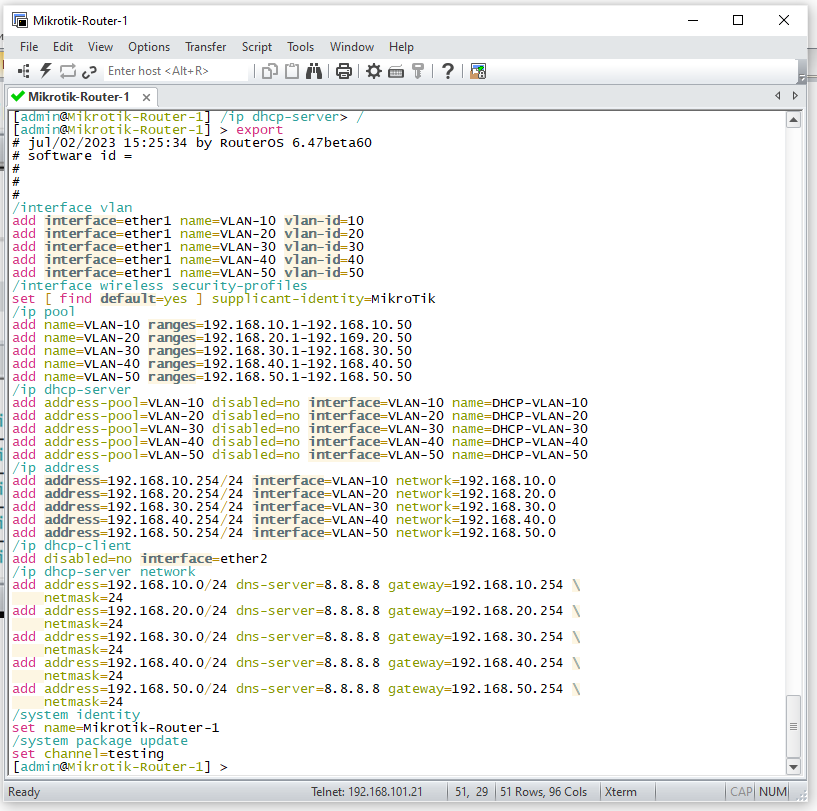 Mikrotik-Router-1
File Edit View Options Transfer Script Tools Window Help
Enter host <Alt+R>
Mikrotik-Router-1
[admin@Mikrotik-Router-1] /ip dhcp-server> /
[admin@Mikrotik-Router-1] > export
# jul/02/2023 15:25:34 by RouterOS 6.47beta60
# software id =
#
#
#
/interface vlan
add interface=ether1 name=VLAN-10 vlan-id=10
add interface=ether1 name=VLAN-20 vlan-id=20
add interface=ether1 name=VLAN-30 vlan-id=30
add interface=ether1 name=VLAN-40 vlan-id=40
add interface=ether1 name=VLAN-50 vlan-id=50
/interface wireless security-profiles
set [ find default=yes ] supplicant-identity=MikroTik
/ip pool
add name=VLAN-10 ranges=192.168.10.1-192.168.10.50
add name=VLAN-20 ranges=192.168.20.1-192.169.20.50
add name=VLAN-30 ranges=192.168.30.1-192.168.30.50
add name=VLAN-40 ranges=192.168.40.1-192.168.40.50
add name=VLAN-50 ranges=192.168.50.1-192.168.50.50
/ip dhcp-server
add address-pool=VLAN-10 disabled=no interface=VLAN-10 name=DHCP-VLAN-10
add address-pool=VLAN-20 disabled=no interface=VLAN-20 name=DHCP-VLAN-20
add address-pool=VLAN-30 disabled=no interface=VLAN-30 name=DHCP-VLAN-30
add address-pool=VLAN-40 disabled=no interface=VLAN-40 name=DHCP-VLAN-40
add address-pool=VLAN-50 disabled=no interface=VLAN-50 name=DHCP-VLAN-50
/ip address
add address=192.168.10.254/24 interface=VLAN-10 network=192.168.10.0
add address=192.168.20.254/24 interface=VLAN-20 network=192.168.20.0
add address=192.168.30.254/24 interface=VLAN-30 network=192.168.30.0
add address=192.168.40.254/24 interface=VLAN-40 network=192.168.40.0
add address=192.168.50.254/24 interface=VLAN-50 network=192.168.50.0
/ip dhcp-client
add disabled=no interface=ether2
/ip dhcp-server network
add address=192.168.10.0/24 dns-server=8.8.8.8 gateway=192.168.10.254 \
netmask=24
add address=192.168.20.0/24 dns-server=8.8.8.8 gateway=192.168.20.254 \
netmask=24
add address=192.168.30.0/24 dns-server=8.8.8.8 gateway=192.168.30.254 \
netmask=24
add address=192.168.40.0/24 dns-server=8.8.8.8 gateway=192.168.40.254 \
netmask=24
add address=192.168.50.0/24 dns-server=8.8.8.8 gateway=192.168.50.254 \
netmask=24
/system identity
set name=Mikrotik-Router-1
/system package update
set channel=testing
[admin@Mikrotik-Router-1] >
Ready Telnet: 192.168.101.21 51, 29 51 Rows, 96 Cols Xterm CAP NUM